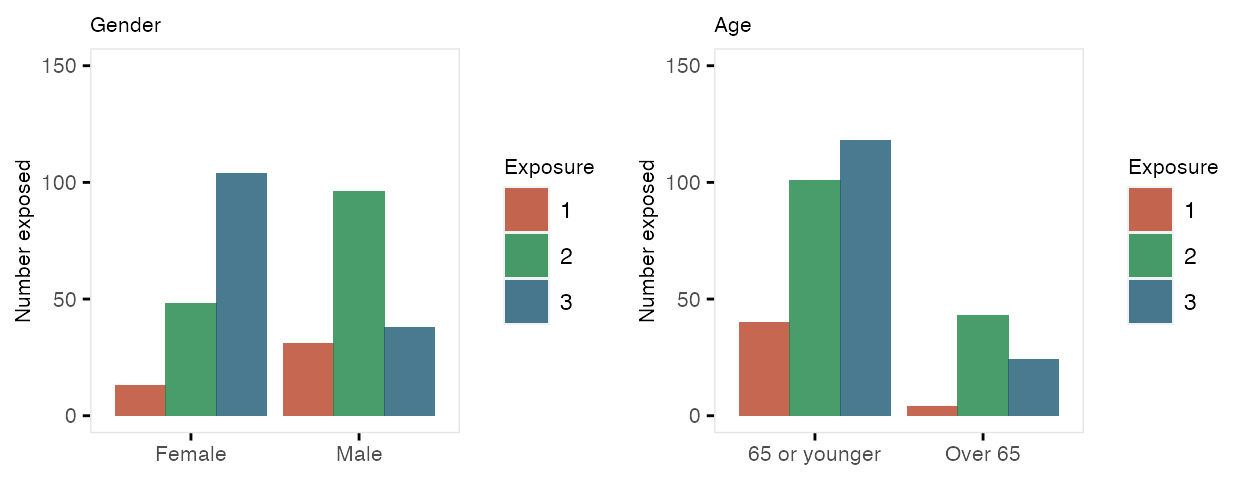 Gender
150
100
50
0
Number exposed
Female Male
Exposure
1
2
3
Age
150
100
50
0
Number exposed
65 or younger Over 65
Exposure
1
2
3